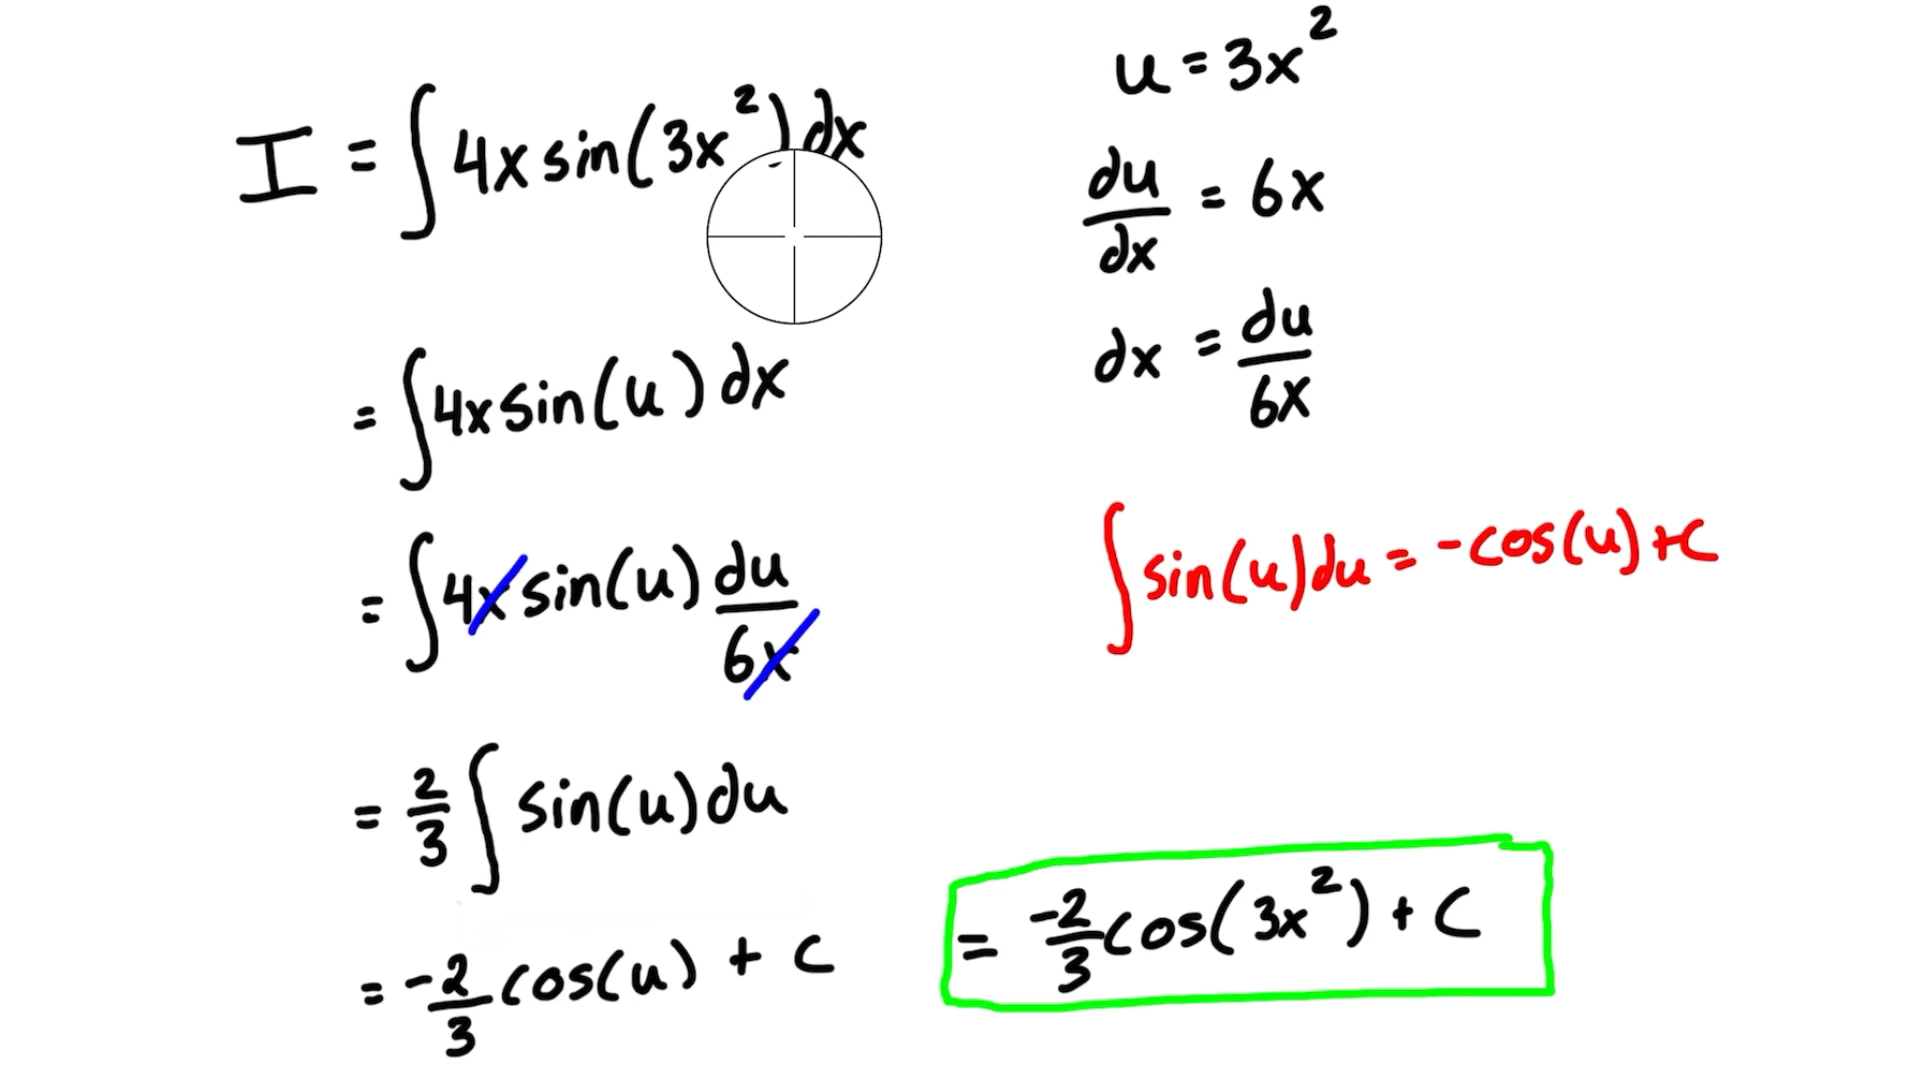 I = ∫ 4x sin(3x²) dx
= ∫ 4x sin(u) dx
= ∫ 4x sin(u) du/6x
= 2/3 ∫ sin(u) du
= -2/3 cos(u) + C
u = 3x²
du/dx = 6x
dx = du/6x
∫ sin(u) du = -cos(u) + C
= -2/3 cos(3x²) + C